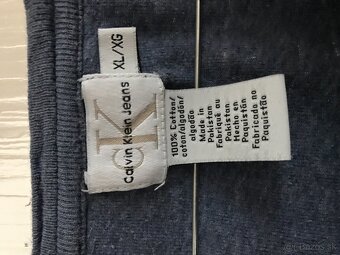 XL/XG
CK
Calvin Klein Jeans
100% Cotton/
coton/algodón/
algodão
Made in
Pakistan
Fabriqué au
Pakistan
Hecho en
Paquistán
Fabricado no
Paquistão